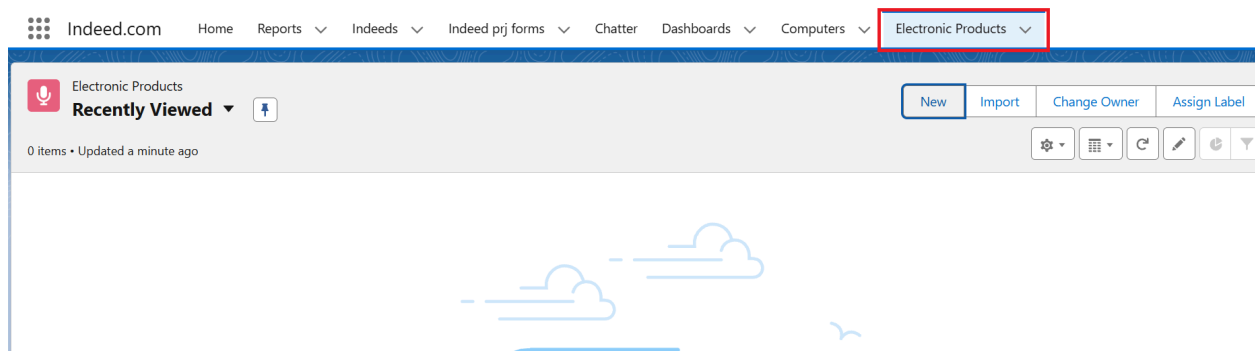 Indeed.com Home Reports Indeeds Indeed prj forms Chatter Dashboards Computers Electronic Products
Electronic Products
Recently Viewed
New Import Change Owner Assign Label
0 items • Updated a minute ago